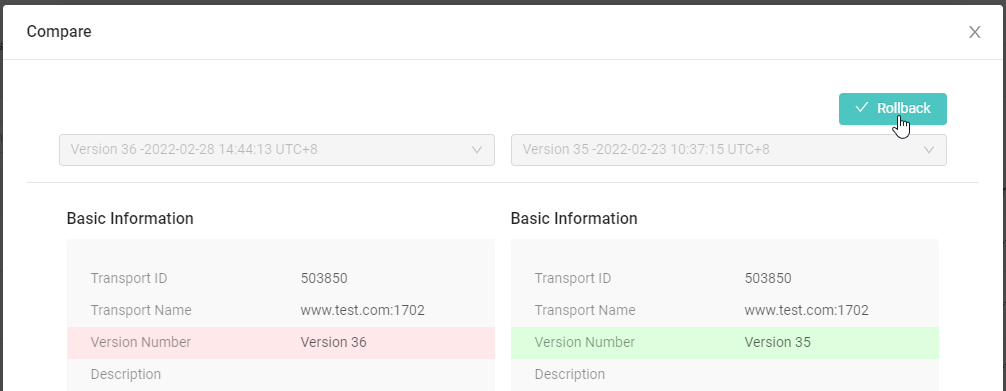 Compare
Rollback
Version 36 -2022-02-28 14:44:13 UTC+8
Version 35 -2022-02-23 10:37:15 UTC+8
Basic Information
Basic Information
Transport ID 503850
Transport ID 503850
Transport Name www.test.com:1702
Transport Name www.test.com:1702
Version Number Version 36
Version Number Version 35
Description
Description